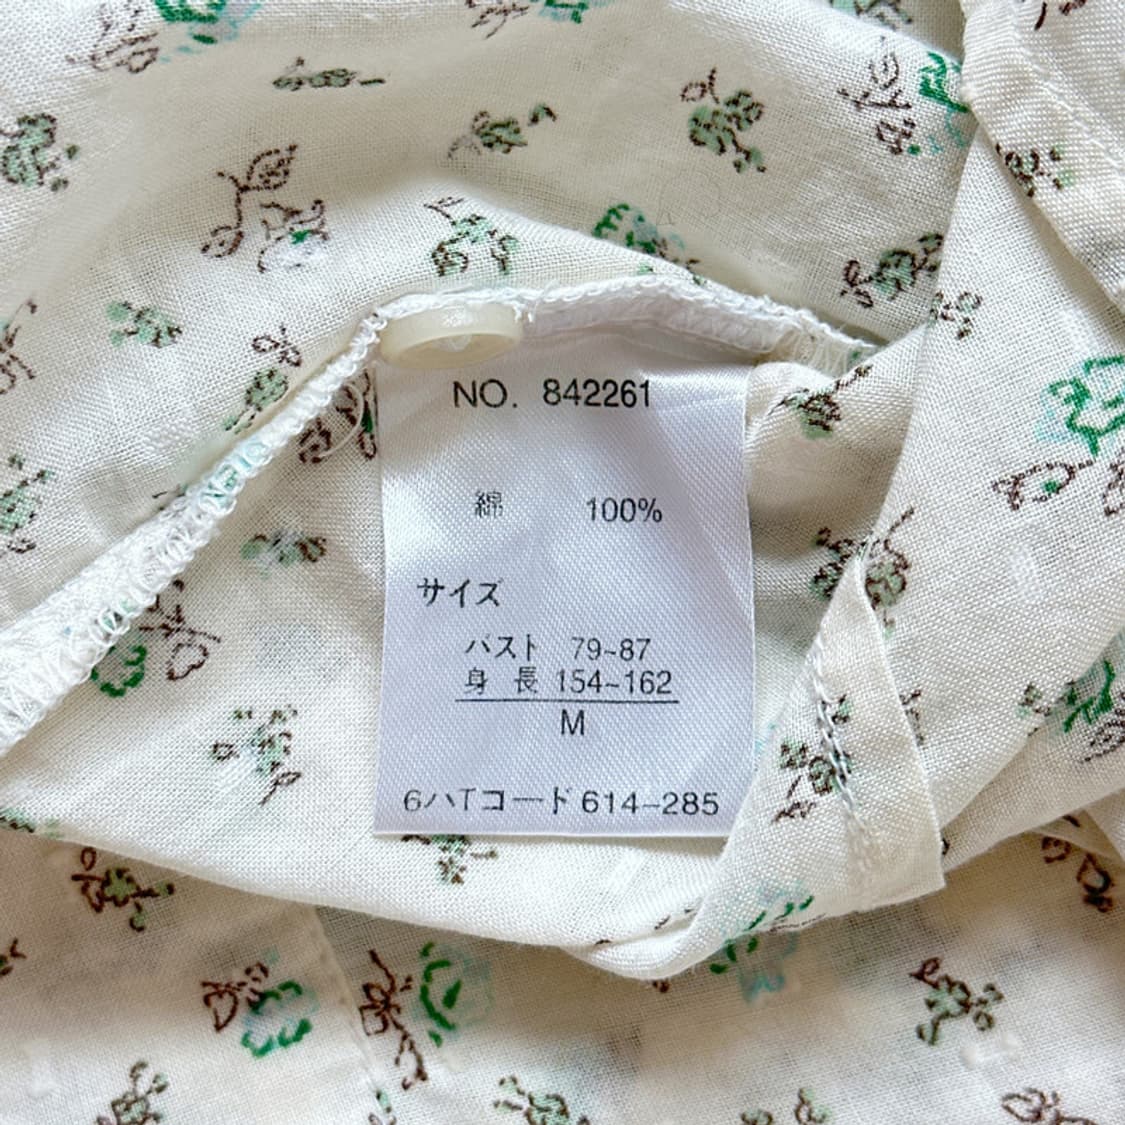 NO. 842261
綿 100%
サイズ
バスト 79~87
身長 154~162
M
6ハTコード 614-285